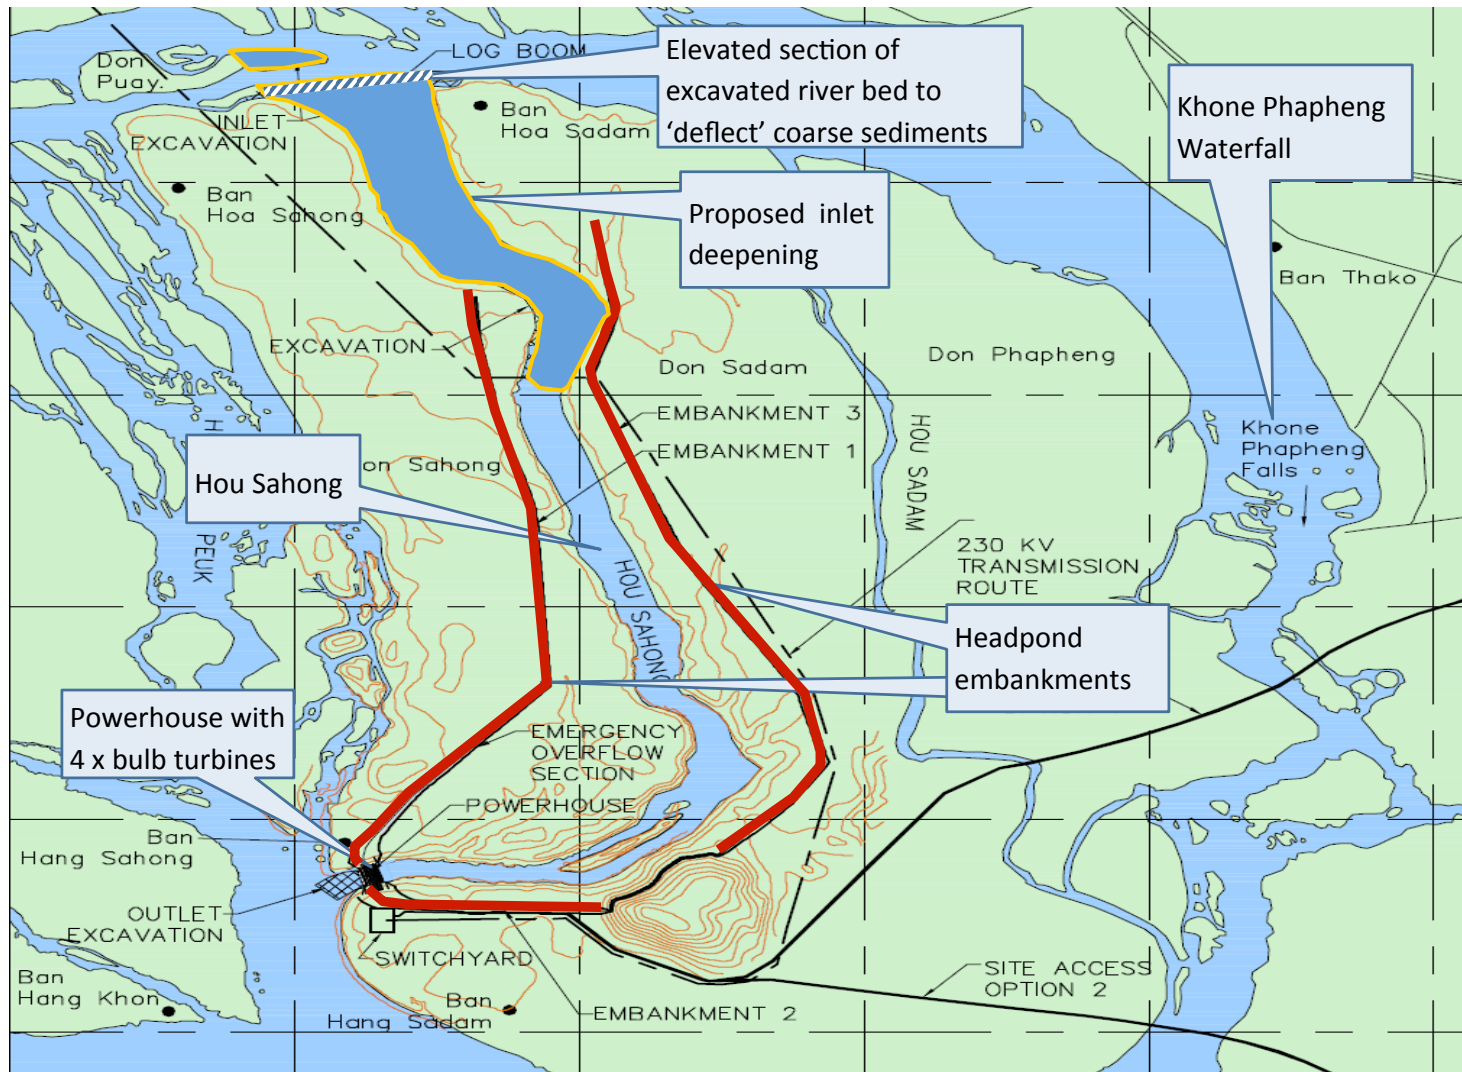 LOG BOOM
Don
Puay.
Elevated section of
excavated river bed to
‘deflect’ coarse sediments
Khone Phapheng
Waterfall
INLET
EXCAVATION
Ban
Hoa Sadam
Ban
Hoa Sahong
Proposed inlet
deepening
Ban Thako
EXCAVATION
Don Sadam
Don Phapheng
EMBANKMENT 3
EMBANKMENT 1
HOU SADAM
Khone
Phapheng
Falls
Hou Sahong
on Sahong
H
PEUK
230 KV
TRANSMISSION
ROUTE
HOU SAHONG
Headpond
embankments
Powerhouse with
4 x bulb turbines
EMERGENCY
OVERFLOW
SECTION
POWERHOUSE
Ban
Hang Sahong
OUTLET
EXCAVATION
SWITCHYARD
SITE ACCESS
OPTION 2
Ban
Hang Khon
Ban
Hang Sadam
EMBANKMENT 2